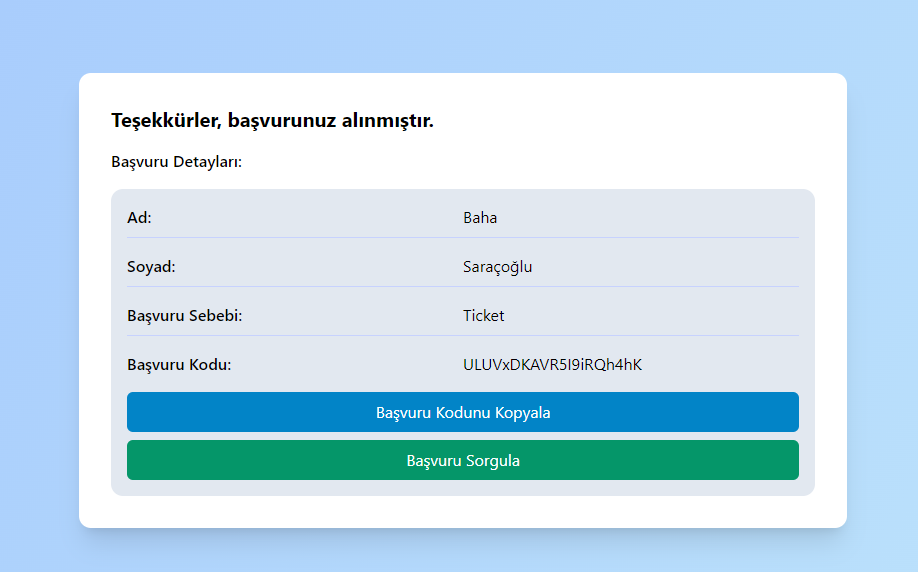 Teşekkürler, başvurunuz alınmıştır.
Başvuru Detayları:
Ad: Baha
Soyad: Saraçoğlu
Başvuru Sebebi: Ticket
Başvuru Kodu: ULUVxDKAVR5I9iRQh4hK
Başvuru Kodunu Kopyala
Başvuru Sorgula